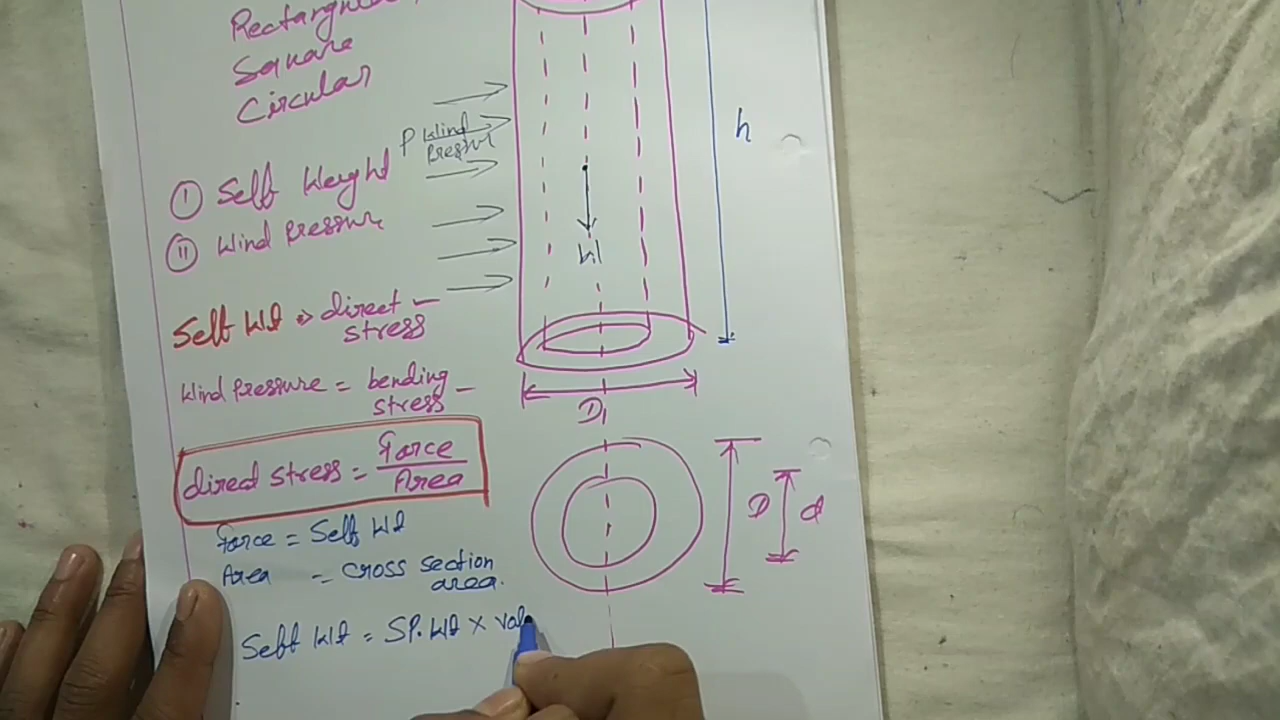 Rectangular
Square
Circular
P Wind
Pressure
h
① Self Weight
② Wind Pressure
W
Self Wt ⇒ direct
stress
Wind Pressure = bending
stress
D
direct stress = Force
Area
D
d
Force = Self Wt
Area = cross section
area.
Self Wt = SP. Wt × vol